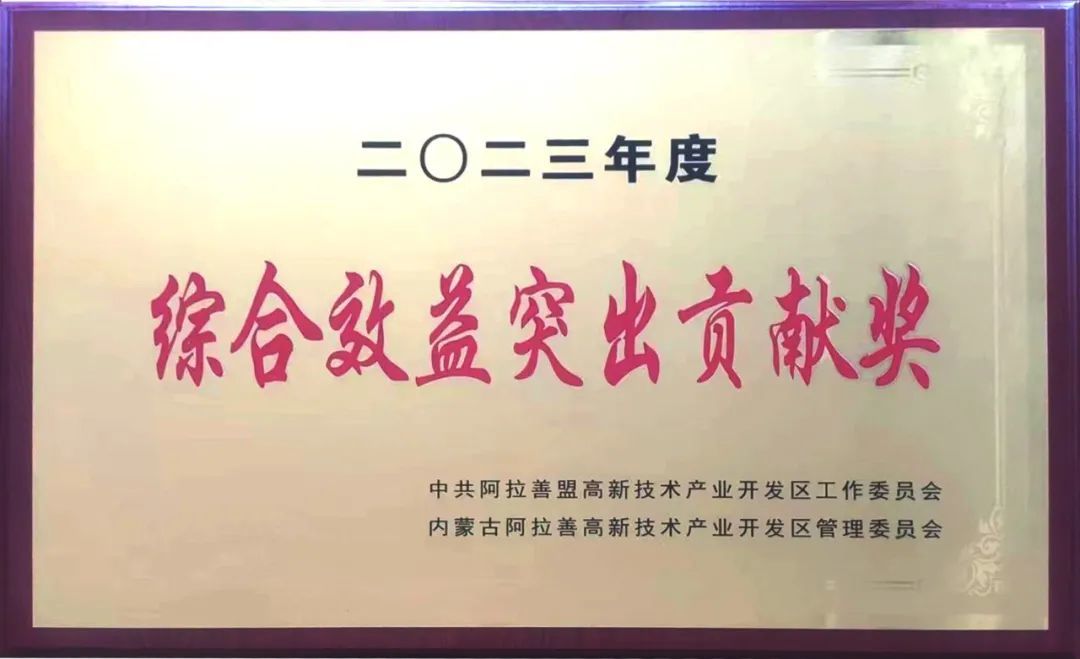 二〇二三年度
综合效益突出贡献奖
中共阿拉善盟高新技术产业开发区工作委员会
内蒙古阿拉善高新技术产业开发区管理委员会